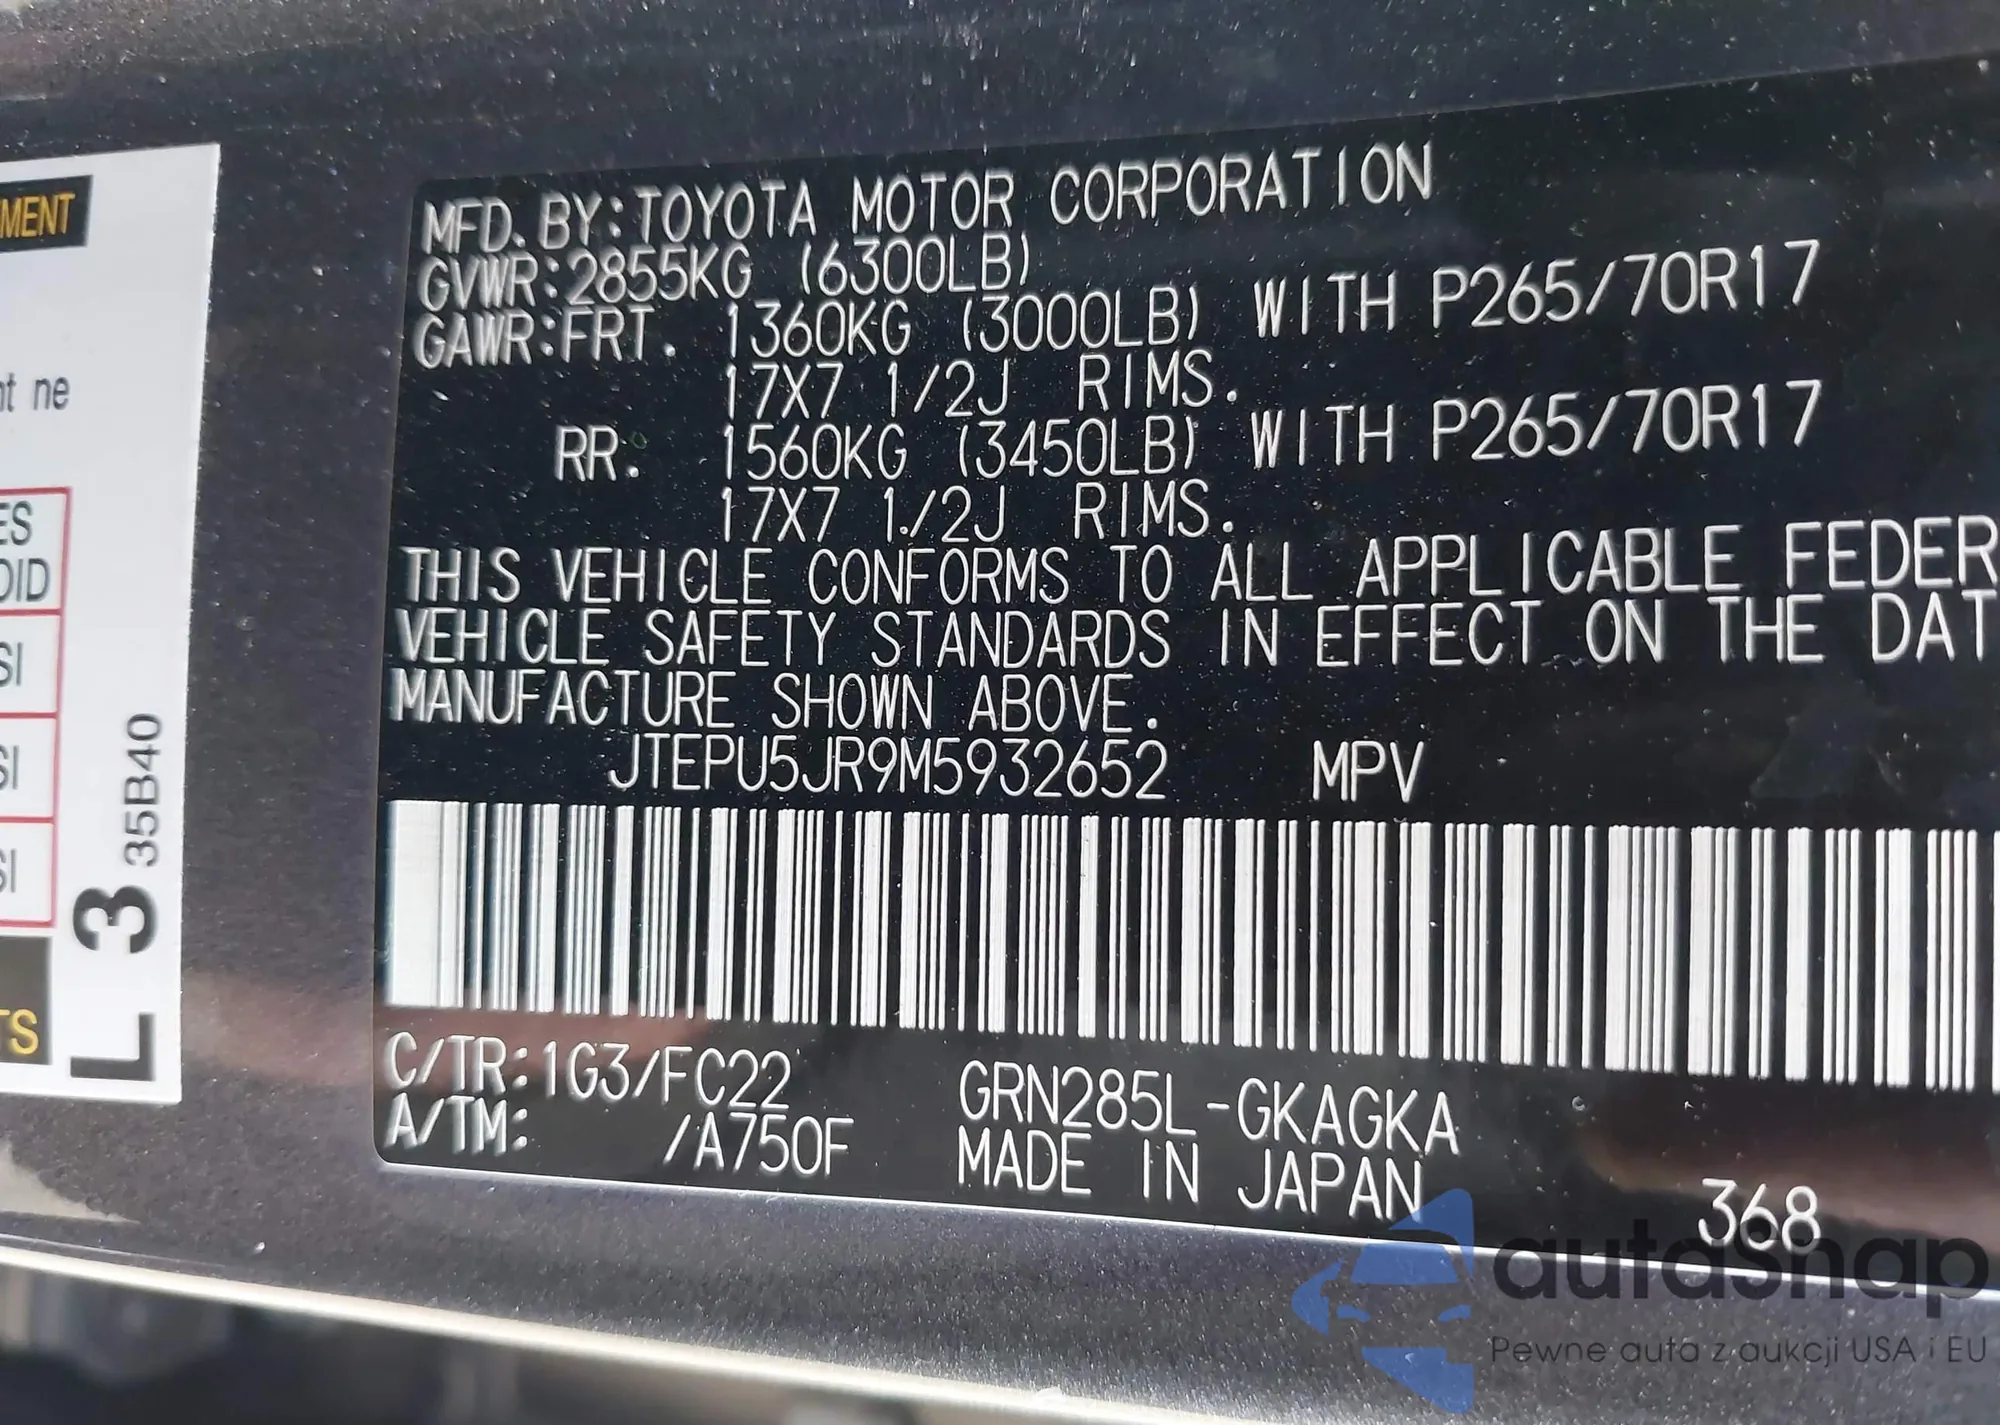 MENT
nt ne
ES
OID
SI
SI
SI
TS
L 3 35B40
MFD. BY:TOYOTA MOTOR CORPORATION
GVWR:2855KG (6300LB)
GAWR:FRT. 1360KG (3000LB) WITH P265/70R17
17X7 1/2J RIMS.
RR. 1560KG (3450LB) WITH P265/70R17
17X7 1/2J RIMS.
THIS VEHICLE CONFORMS TO ALL APPLICABLE FEDER
VEHICLE SAFETY STANDARDS IN EFFECT ON THE DAT
MANUFACTURE SHOWN ABOVE.
JTEPU5JR9M5932652 MPV
C/TR:1G3/FC22 GRN285L-GKAGKA
A/TM: /A750F MADE IN JAPAN
368
autasnap
Pewne auta z aukcji USA i EU